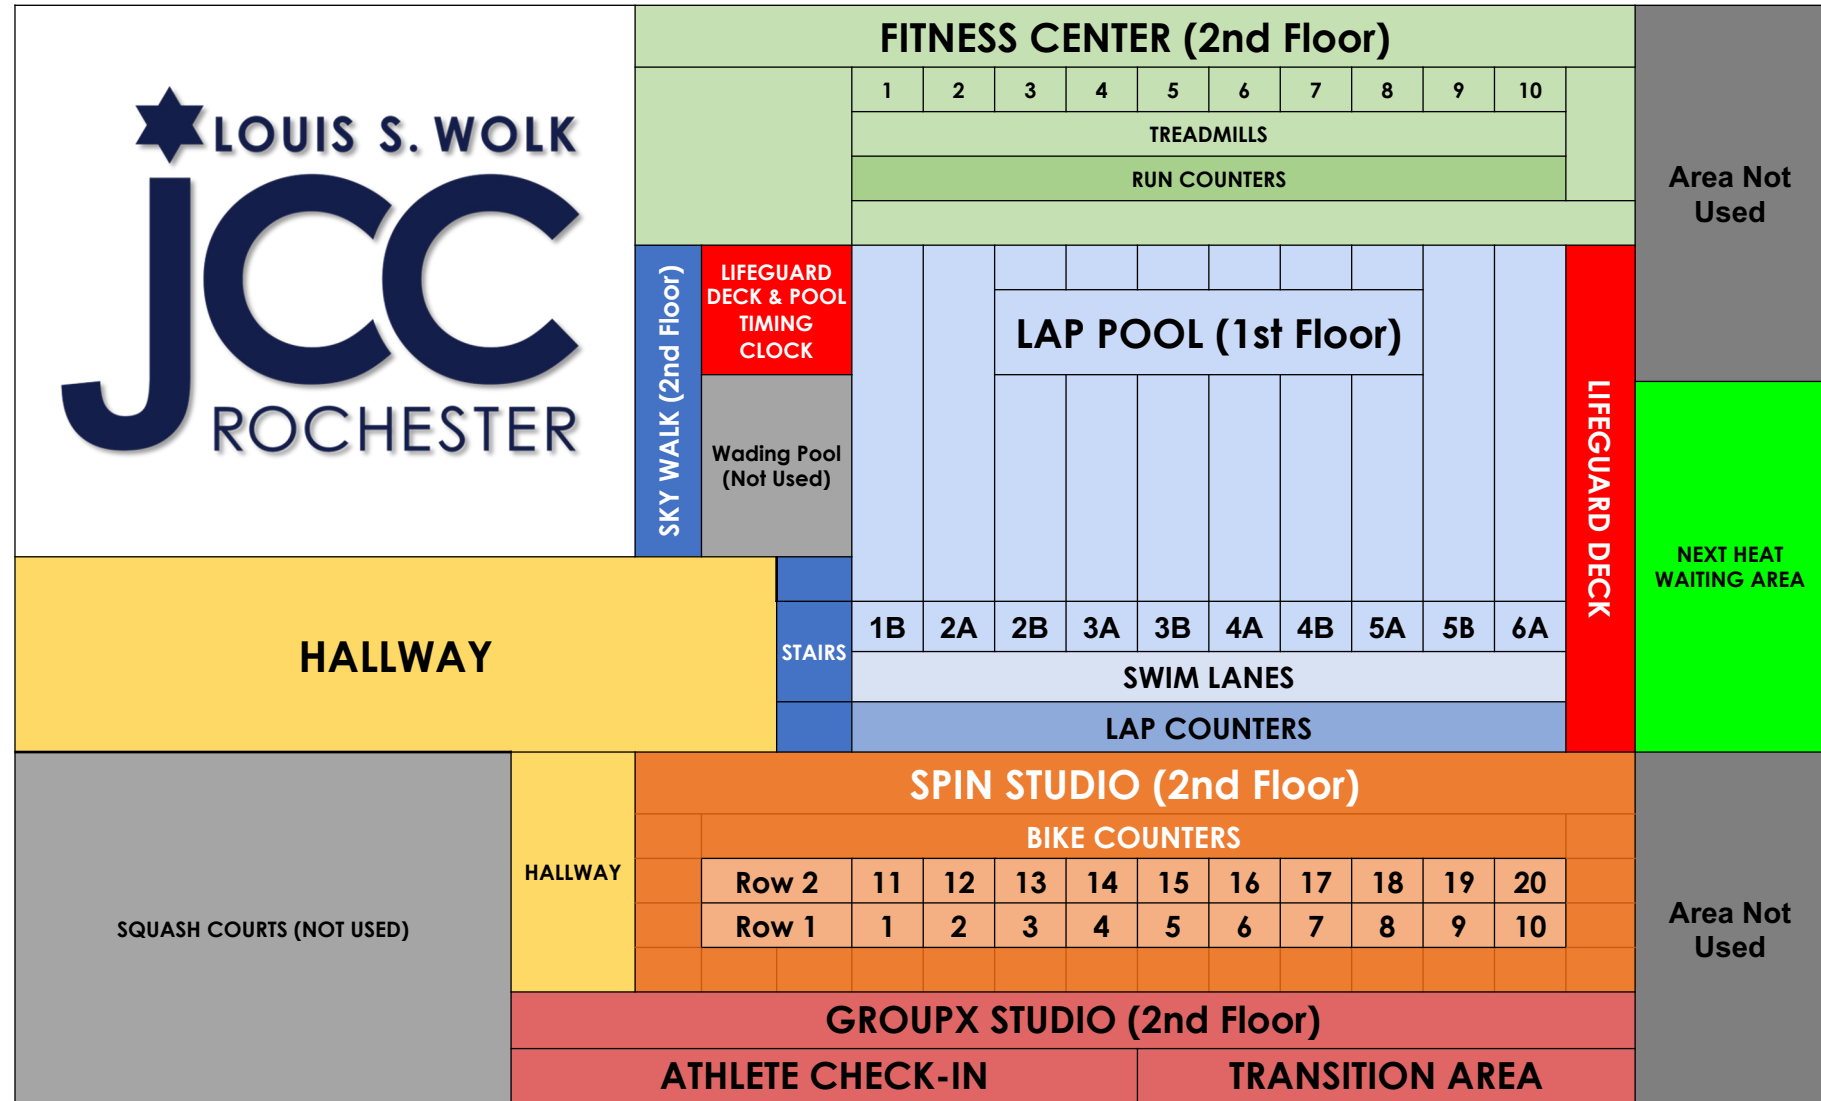 LOUIS S. WOLK
JCC
ROCHESTER
FITNESS CENTER (2nd Floor)
1 2 3 4 5 6 7 8 9 10
TREADMILLS
RUN COUNTERS
Area Not
Used
SKY WALK (2nd Floor)
LIFEGUARD
DECK & POOL
TIMING
CLOCK
Wading Pool
(Not Used)
LAP POOL (1st Floor)
LIFEGUARD DECK
NEXT HEAT
WAITING AREA
HALLWAY
STAIRS
1B 2A 2B 3A 3B 4A 4B 5A 5B 6A
SWIM LANES
LAP COUNTERS
SQUASH COURTS (NOT USED)
HALLWAY
SPIN STUDIO (2nd Floor)
BIKE COUNTERS
Row 2 11 12 13 14 15 16 17 18 19 20
Row 1 1 2 3 4 5 6 7 8 9 10
Area Not
Used
GROUPX STUDIO (2nd Floor)
ATHLETE CHECK-IN
TRANSITION AREA